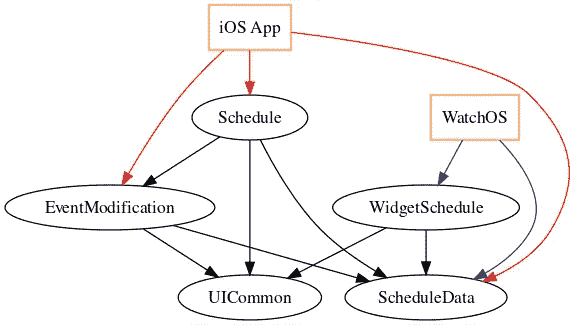 iOS App
Schedule
WatchOS
EventModification
WidgetSchedule
UICommon
ScheduleData